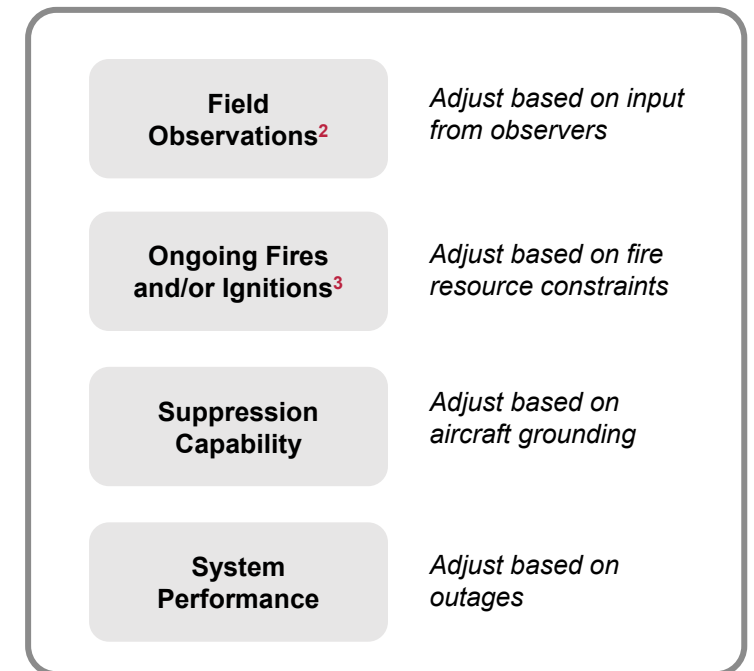 Field
Observations2
Adjust based on input
from observers
Ongoing Fires
and/or Ignitions3
Adjust based on fire
resource constraints
Suppression
Capability
Adjust based on
aircraft grounding
System
Performance
Adjust based on
outages